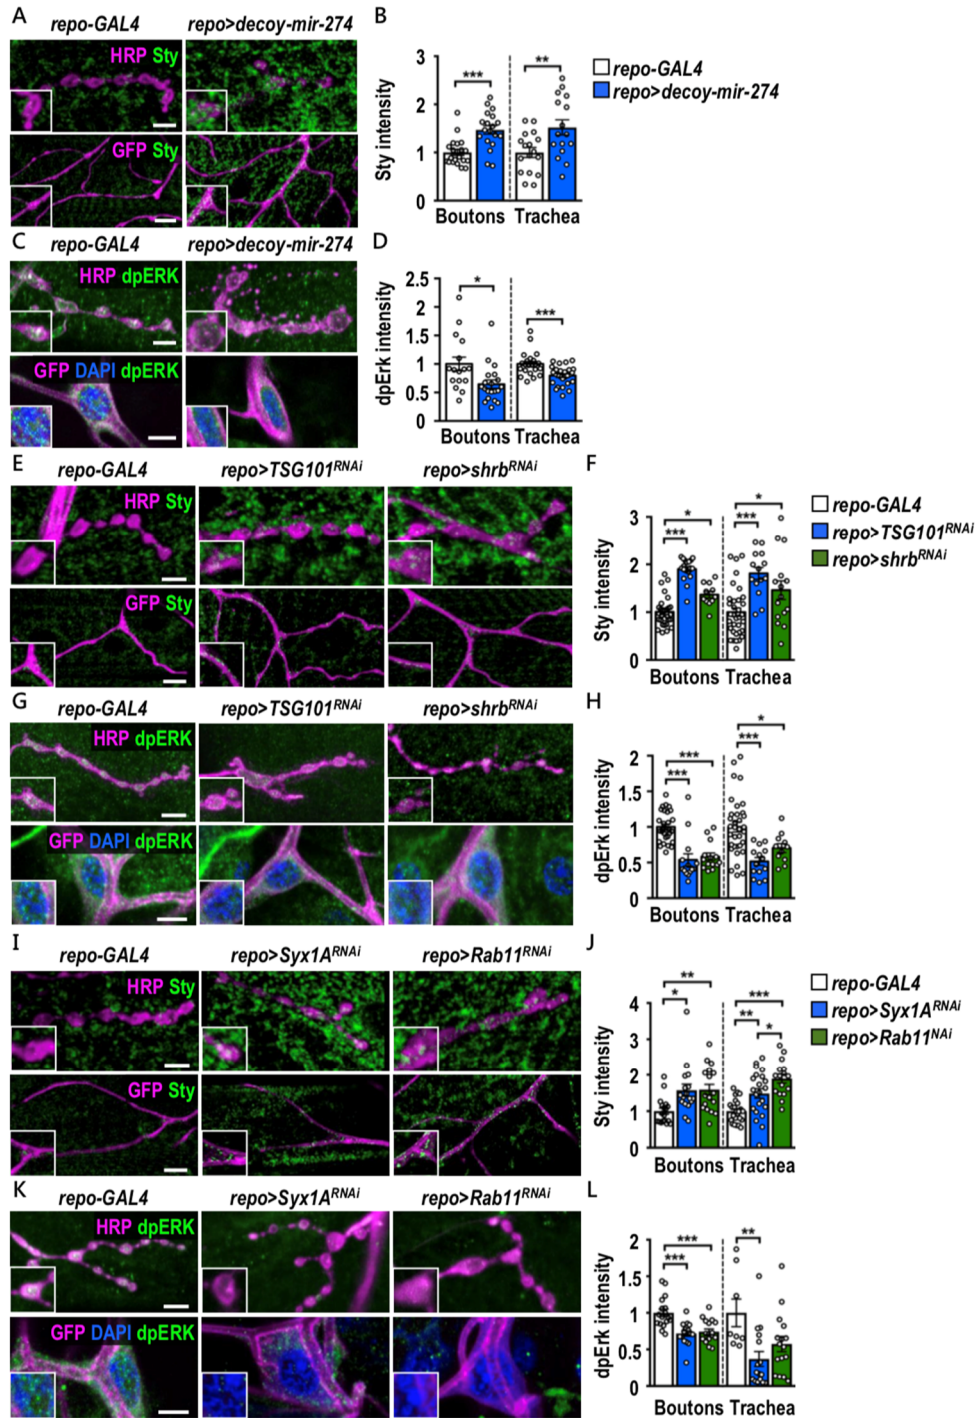 A
repo-GAL4 repo>decoy-mir-274
HRP Sty
GFP Sty
B
3
2
1
0
Sty intensity
*** **
Boutons Trachea
repo-GAL4
repo>decoy-mir-274
C
repo-GAL4 repo>decoy-mir-274
HRP dpERK
GFP DAPI dpERK
D
2.5
2
1.5
1
0.5
0
dpErk intensity
* ***
Boutons Trachea
E
repo-GAL4 repo>TSG101RNAi repo>shrbRNAi
HRP Sty
GFP Sty
F
3
2
1
0
Sty intensity
* *
*** ***
Boutons Trachea
repo-GAL4
repo>TSG101RNAi
repo>shrbRNAi
G
repo-GAL4 repo>TSG101RNAi repo>shrbRNAi
HRP dpERK
GFP DAPI dpERK
H
2
1.5
1
0.5
0
dpErk intensity
*** *
*** ***
Boutons Trachea
I
repo-GAL4 repo>Syx1ARNAi repo>Rab11RNAi
HRP Sty
GFP Sty
J
4
3
2
1
0
Sty intensity
** ***
* ** *
Boutons Trachea
repo-GAL4
repo>Syx1ARNAi
repo>Rab11NAi
K
repo-GAL4 repo>Syx1ARNAi repo>Rab11RNAi
HRP dpERK
GFP DAPI dpERK
L
2
1.5
1
0.5
0
dpErk intensity
*** **
***
Boutons Trachea